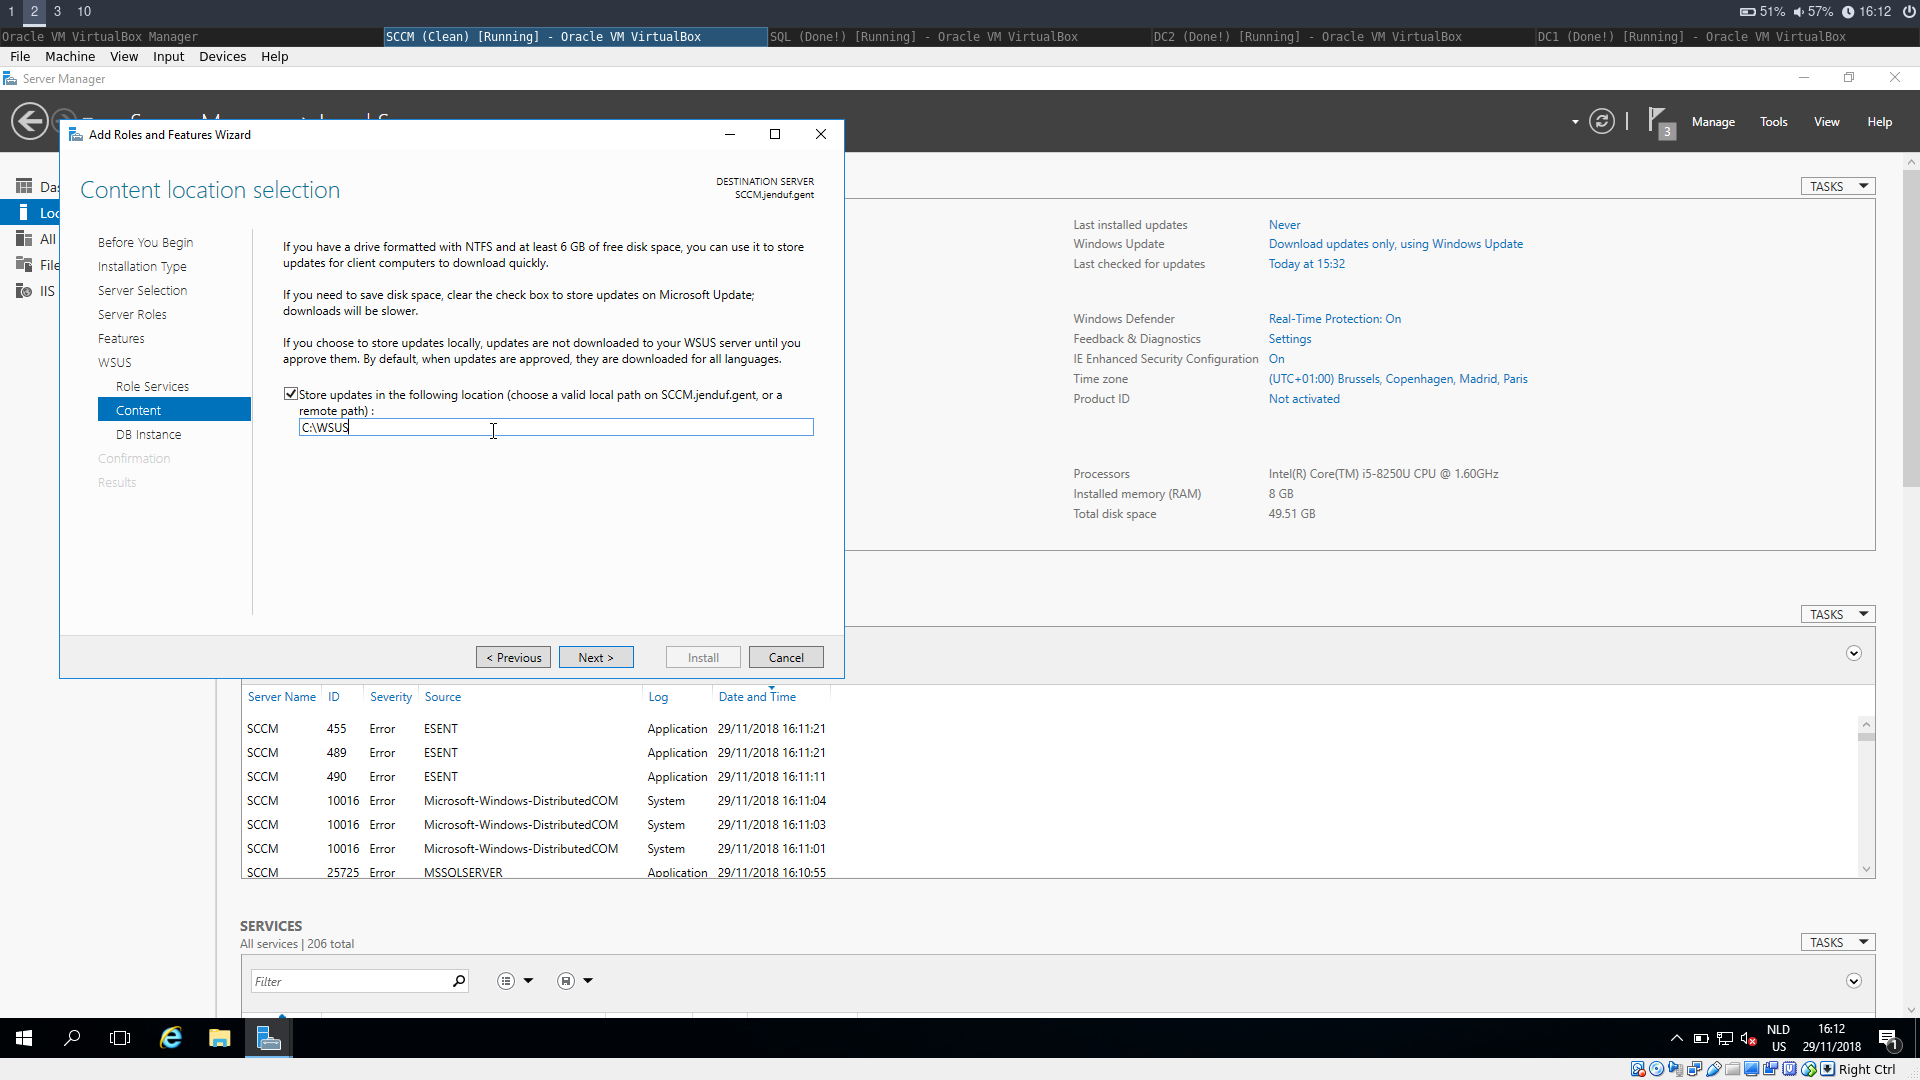 1 2 3 10
51% 57% 16:12
Oracle VM VirtualBox Manager
SCCM (Clean) [Running] - Oracle VM VirtualBox
SQL (Done!) [Running] - Oracle VM VirtualBox
DC2 (Done!) [Running] - Oracle VM VirtualBox
DC1 (Done!) [Running] - Oracle VM VirtualBox
File Machine View Input Devices Help
Server Manager
3 Manage Tools View Help
Add Roles and Features Wizard
Content location selection
DESTINATION SERVER
SCCM.jenduf.gent
All
IIS
Before You Begin
Installation Type
Server Selection
Server Roles
Features
WSUS
Role Services
Content
DB Instance
Confirmation
Results
If you have a drive formatted with NTFS and at least 6 GB of free disk space, you can use it to store
updates for client computers to download quickly.
If you need to save disk space, clear the check box to store updates on Microsoft Update;
downloads will be slower.
If you choose to store updates locally, updates are not downloaded to your WSUS server until you
approve them. By default, when updates are approved, they are downloaded for all languages.
Store updates in the following location (choose a valid local path on SCCM.jenduf.gent, or a
remote path) :
C:\WSUS
< Previous Next > Install Cancel
TASKS
Last installed updates Never
Windows Update Download updates only, using Windows Update
Last checked for updates Today at 15:32
Windows Defender Real-Time Protection: On
Feedback & Diagnostics Settings
IE Enhanced Security Configuration On
Time zone (UTC+01:00) Brussels, Copenhagen, Madrid, Paris
Product ID Not activated
Processors Intel(R) Core(TM) i5-8250U CPU @ 1.60GHz
Installed memory (RAM) 8 GB
Total disk space 49.51 GB
TASKS
Server Name ID Severity Source Log Date and Time
SCCM 455 Error ESENT Application 29/11/2018 16:11:21
SCCM 489 Error ESENT Application 29/11/2018 16:11:21
SCCM 490 Error ESENT Application 29/11/2018 16:11:11
SCCM 10016 Error Microsoft-Windows-DistributedCOM System 29/11/2018 16:11:04
SCCM 10016 Error Microsoft-Windows-DistributedCOM System 29/11/2018 16:11:03
SCCM 10016 Error Microsoft-Windows-DistributedCOM System 29/11/2018 16:11:01
SCCM 25725 Error MSSQLSERVER Application 29/11/2018 16:10:55
SERVICES
All services | 206 total
TASKS
Filter
NLD
US
16:12
29/11/2018
1
Right Ctrl